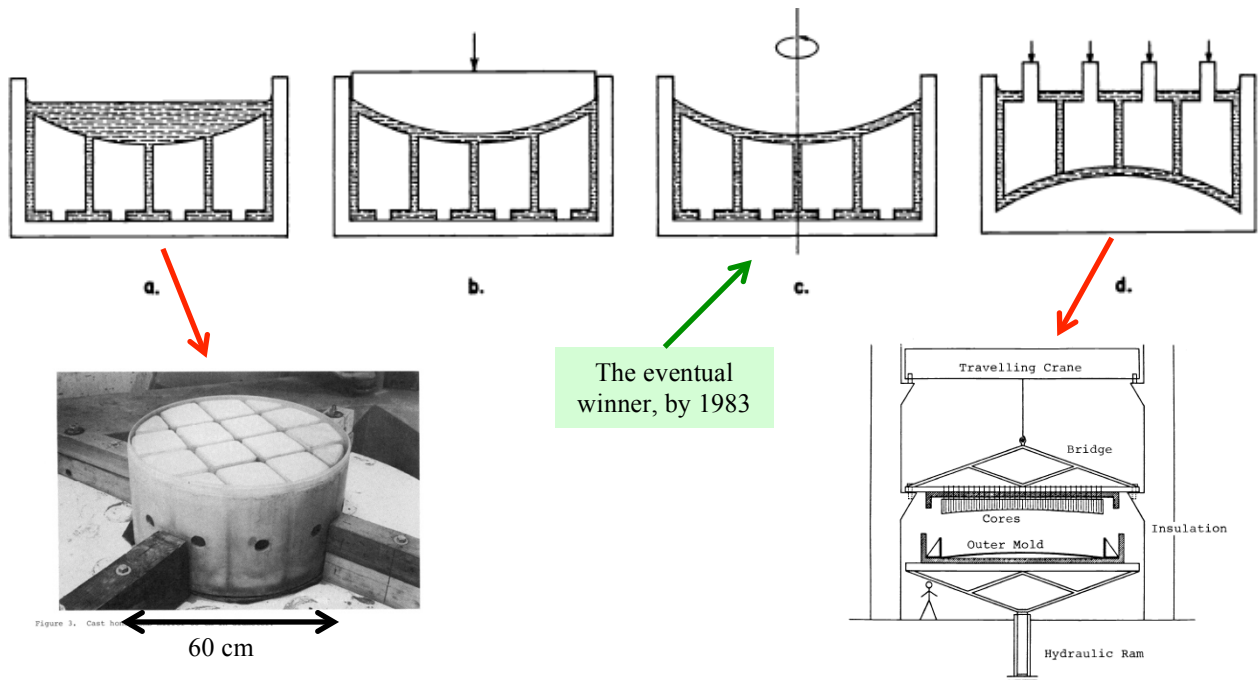 a.
b.
c.
d.
The eventual
winner, by 1983
Travelling Crane
Bridge
Cores
Insulation
Outer Mold
Hydraulic Ram
Figure 3. Cast
60 cm